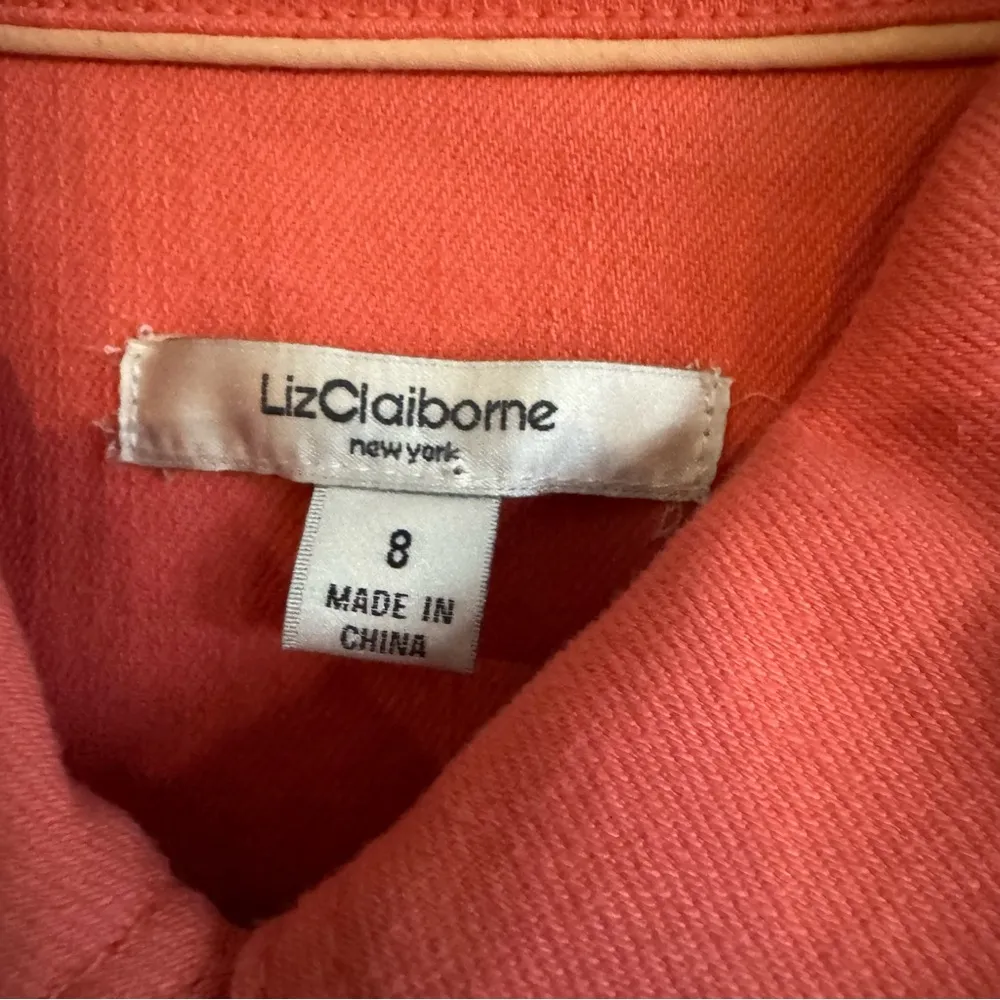 LizClaiborne
new york
8
MADE IN
CHINA